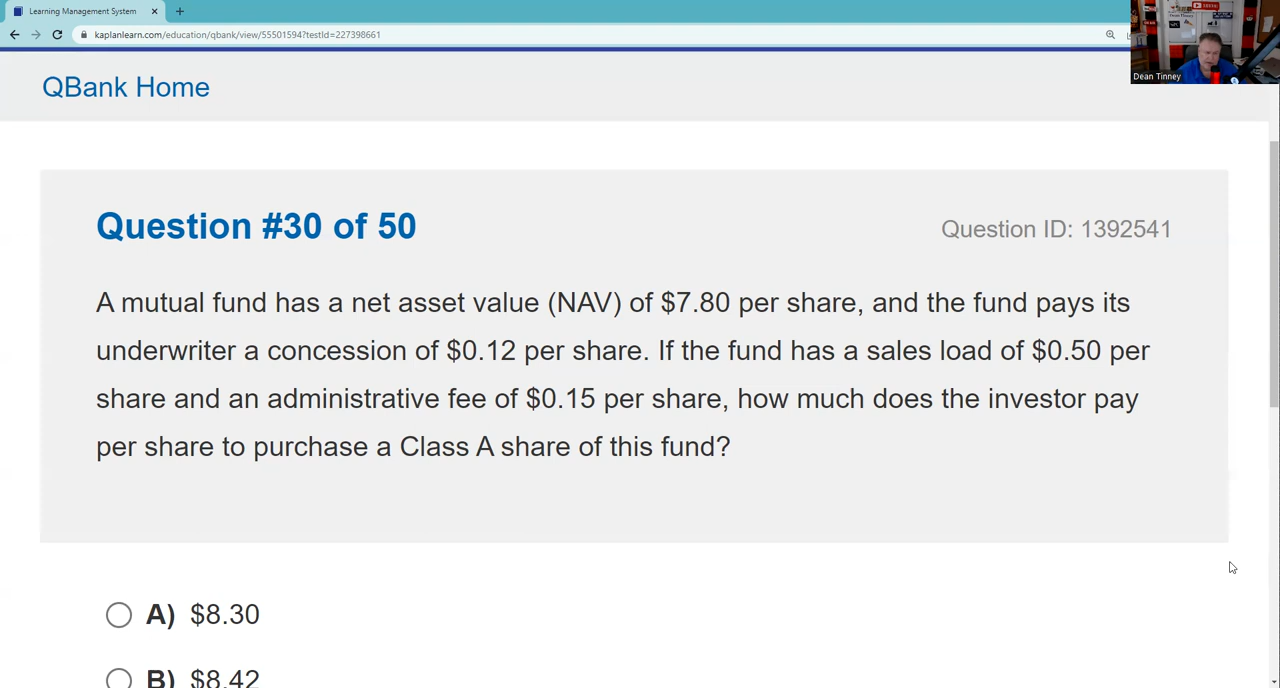 Learning Management System
kaplanlearn.com/education/qbank/view/55501594?testId=227398661
Dean Tinney
QBank Home
Question #30 of 50
Question ID: 1392541
A mutual fund has a net asset value (NAV) of $7.80 per share, and the fund pays its
underwriter a concession of $0.12 per share. If the fund has a sales load of $0.50 per
share and an administrative fee of $0.15 per share, how much does the investor pay
per share to purchase a Class A share of this fund?
A) $8.30
B) $8.42